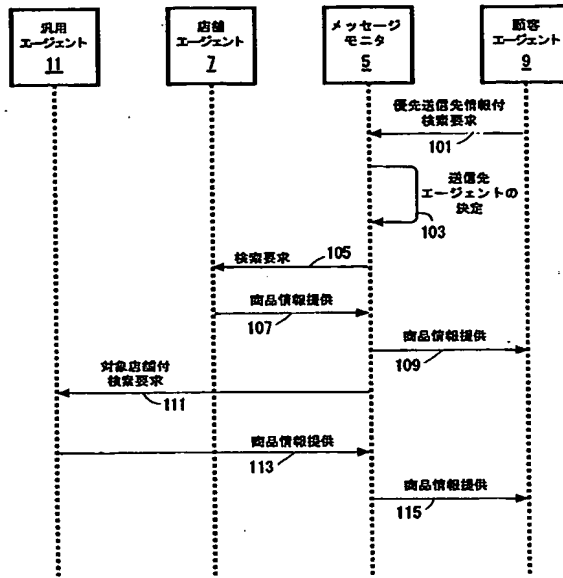 汎用
エージェント
11
店舗
エージェント
7
メッセージ
モニタ
5
顧客
エージェント
9
優先送信先情報付
検索要求
101
送信先
エージェントの
決定
103
検索要求
105
商品情報提供
107
商品情報提供
109
対象店舗付
検索要求
111
商品情報提供
113
商品情報提供
115